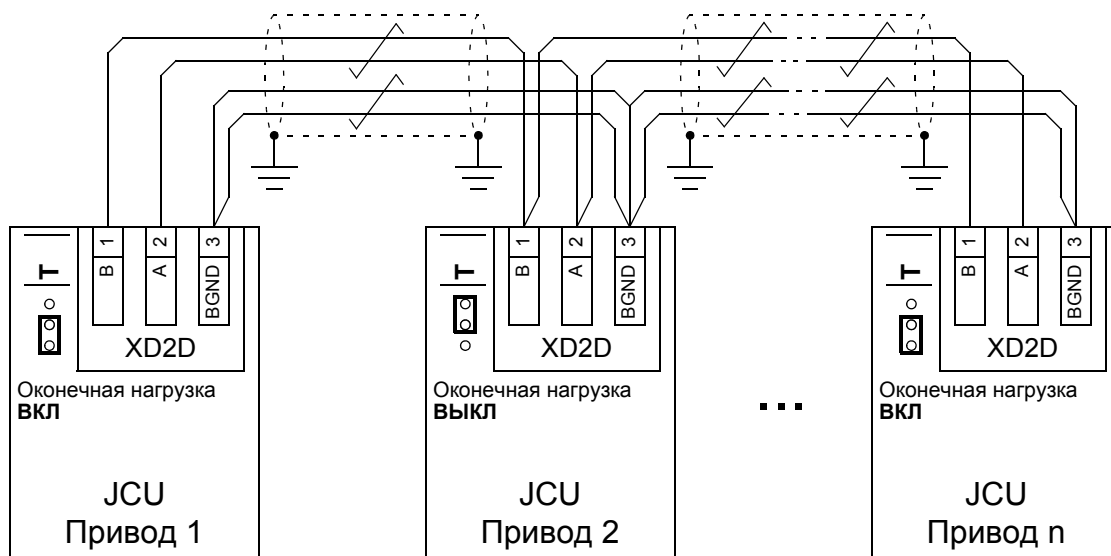 T
1
2
3
B
A
BGND
XD2D
Оконечная нагрузка
ВКЛ
JCU
Привод 1
T
1
2
3
B
A
BGND
XD2D
Оконечная нагрузка
ВЫКЛ
JCU
Привод 2
...
T
1
2
3
B
A
BGND
XD2D
Оконечная нагрузка
ВКЛ
JCU
Привод n